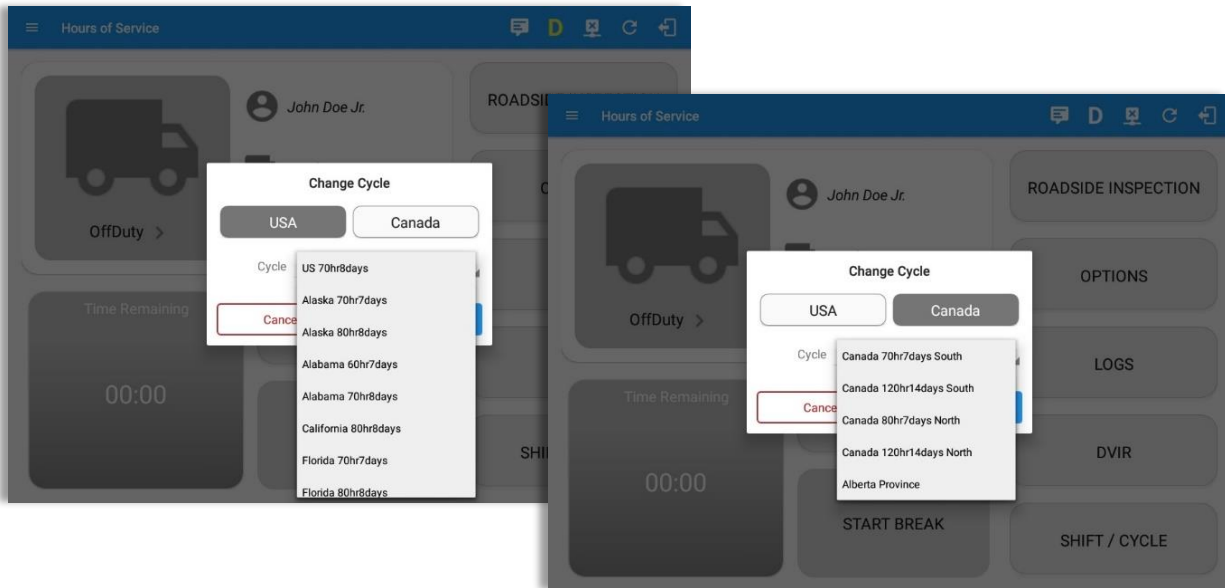 Hours of Service
D
John Doe Jr.
OffDuty >
Change Cycle
USA
Canada
Cycle
US 70hr8days
Alaska 70hr7days
Alaska 80hr8days
Alabama 60hr7days
Alabama 70hr8days
California 80hr8days
Florida 70hr7days
Florida 80hr8days
Time Remaining
00:00
Hours of Service
D
John Doe Jr.
OffDuty >
Change Cycle
USA
Canada
Cycle
Canada 70hr7days South
Canada 120hr14days South
Canada 80hr7days North
Canada 120hr14days North
Alberta Province
Time Remaining
00:00
START BREAK
ROADSIDE INSPECTION
OPTIONS
LOGS
DVIR
SHIFT / CYCLE